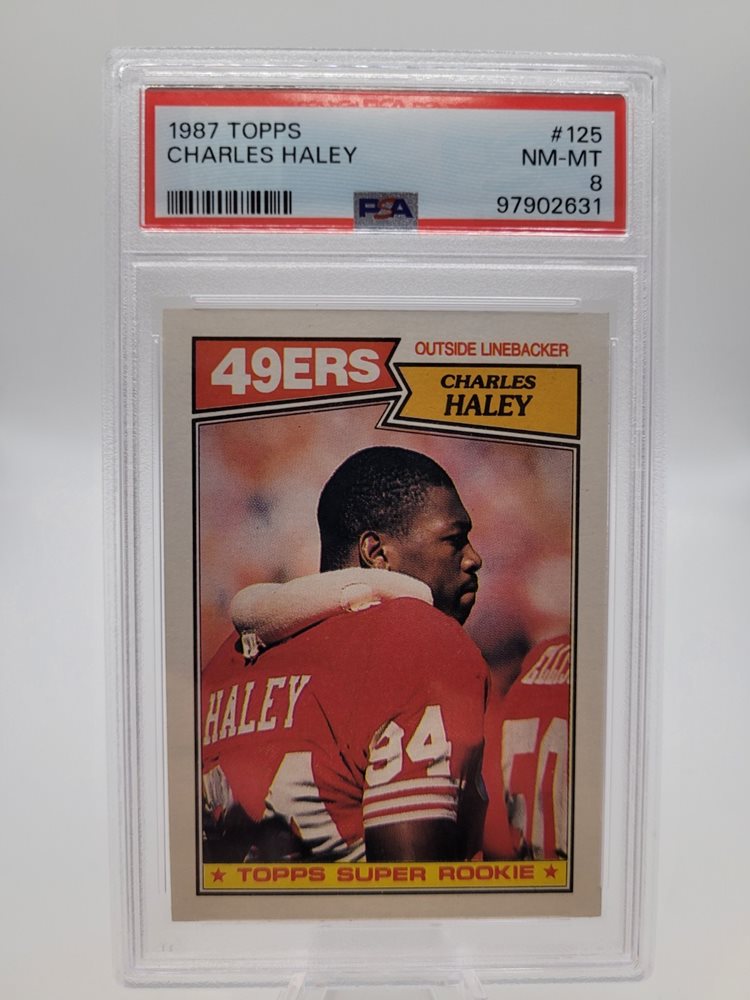 1987 TOPPS #125
CHARLES HALEY NM-MT
8
PSA 97902631
49ERS
OUTSIDE LINEBACKER
CHARLES
HALEY
HALEY
94
50
★ TOPPS SUPER ROOKIE ★